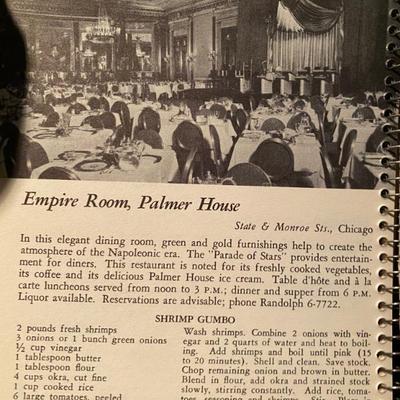 Empire Room, Palmer House
State & Monroe Sts., Chicago
In this elegant dining room, green and gold furnishings help to create the
atmosphere of the Napoleonic era. The "Parade of Stars" provides entertain-
ment for diners. This restaurant is noted for its freshly cooked vegetables,
its coffee and its delicious Palmer House ice cream. Table d'hôte and à la
carte luncheons served from noon to 3 P.M.; dinner and supper from 6 P.M.
Liquor available. Reservations are advisable; phone Randolph 6-7722.
SHRIMP GUMBO
2 pounds fresh shrimps
3 onions or 1 bunch green onions
½ cup vinegar
1 tablespoon butter
1 tablespoon flour
4 cups okra, cut fine
1 cup cooked rice
6 large tomatoes, peeled
Wash shrimps. Combine 2 onions with vin-
egar and 2 quarts of water and heat to boil-
ing. Add shrimps and boil until pink (15
to 20 minutes). Shell and clean. Save stock.
Chop remaining onion and brown in butter.
Blend in flour, add okra and strained stock
slowly, stirring constantly. Add rice, toma-
toes, seasoning and shrimps.